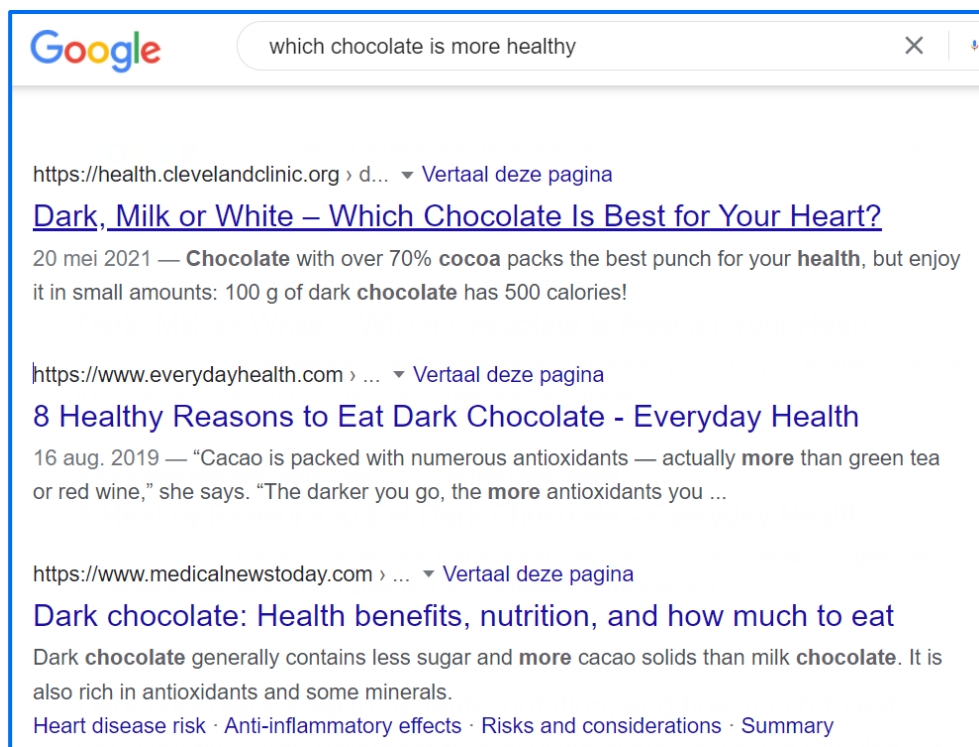 Google
which chocolate is more healthy
https://health.clevelandclinic.org › d... Vertaal deze pagina
Dark, Milk or White – Which Chocolate Is Best for Your Heart?
20 mei 2021 — Chocolate with over 70% cocoa packs the best punch for your health, but enjoy
it in small amounts: 100 g of dark chocolate has 500 calories!
https://www.everydayhealth.com › ... Vertaal deze pagina
8 Healthy Reasons to Eat Dark Chocolate - Everyday Health
16 aug. 2019 — “Cacao is packed with numerous antioxidants — actually more than green tea
or red wine,” she says. “The darker you go, the more antioxidants you ...
https://www.medicalnewstoday.com › ... Vertaal deze pagina
Dark chocolate: Health benefits, nutrition, and how much to eat
Dark chocolate generally contains less sugar and more cacao solids than milk chocolate. It is
also rich in antioxidants and some minerals.
Heart disease risk · Anti-inflammatory effects · Risks and considerations · Summary